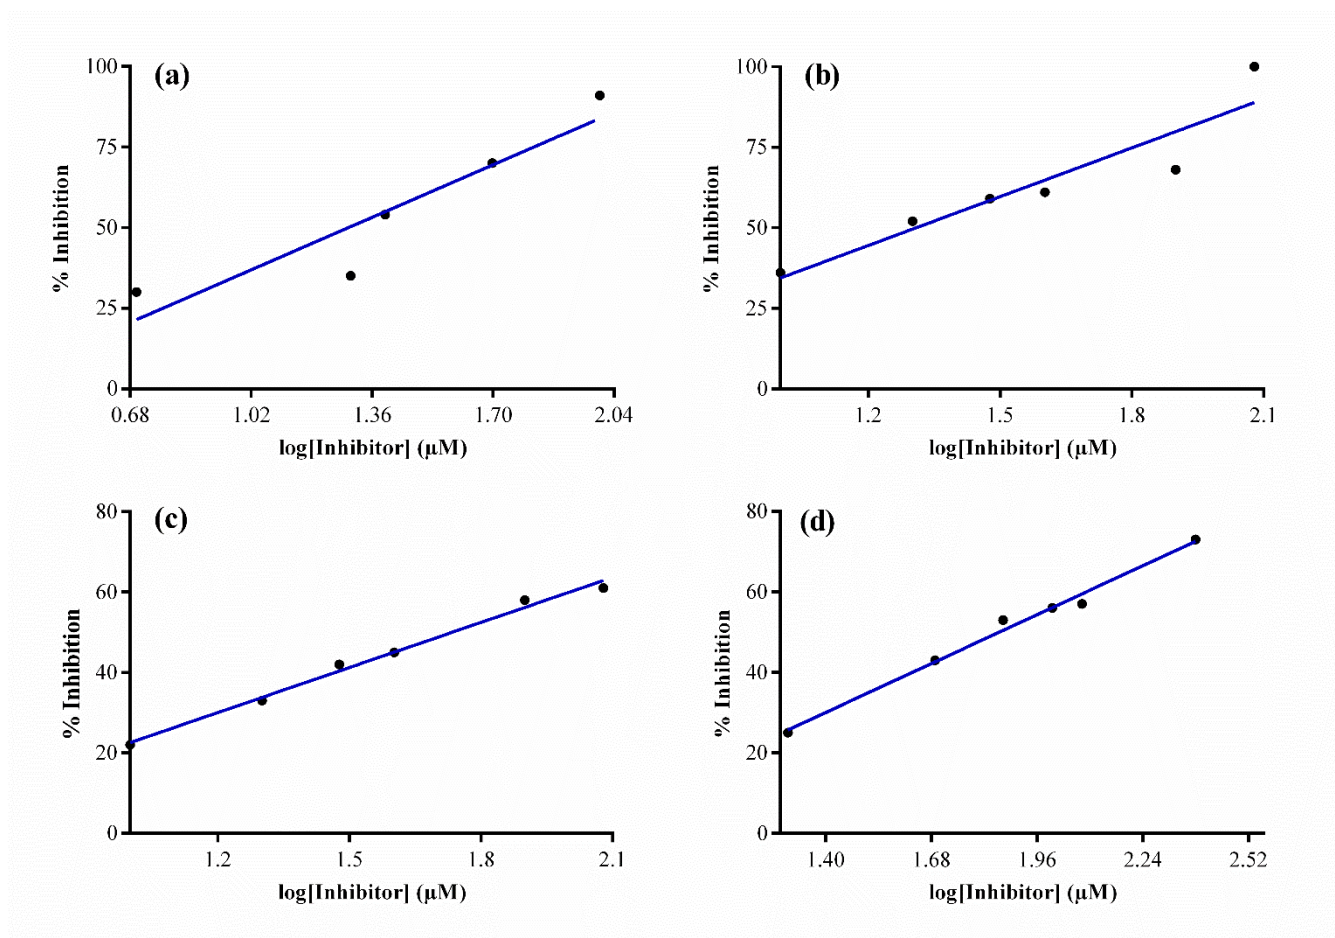 (a)
100
75
50
25
0
% Inhibition
0.68 1.02 1.36 1.70 2.04
log[Inhibitor] (µM)
(b)
100
75
50
25
0
% Inhibition
1.2 1.5 1.8 2.1
log[Inhibitor] (µM)
(c)
80
60
40
20
0
% Inhibition
1.2 1.5 1.8 2.1
log[Inhibitor] (µM)
(d)
80
60
40
20
0
% Inhibition
1.40 1.68 1.96 2.24 2.52
log[Inhibitor] (µM)